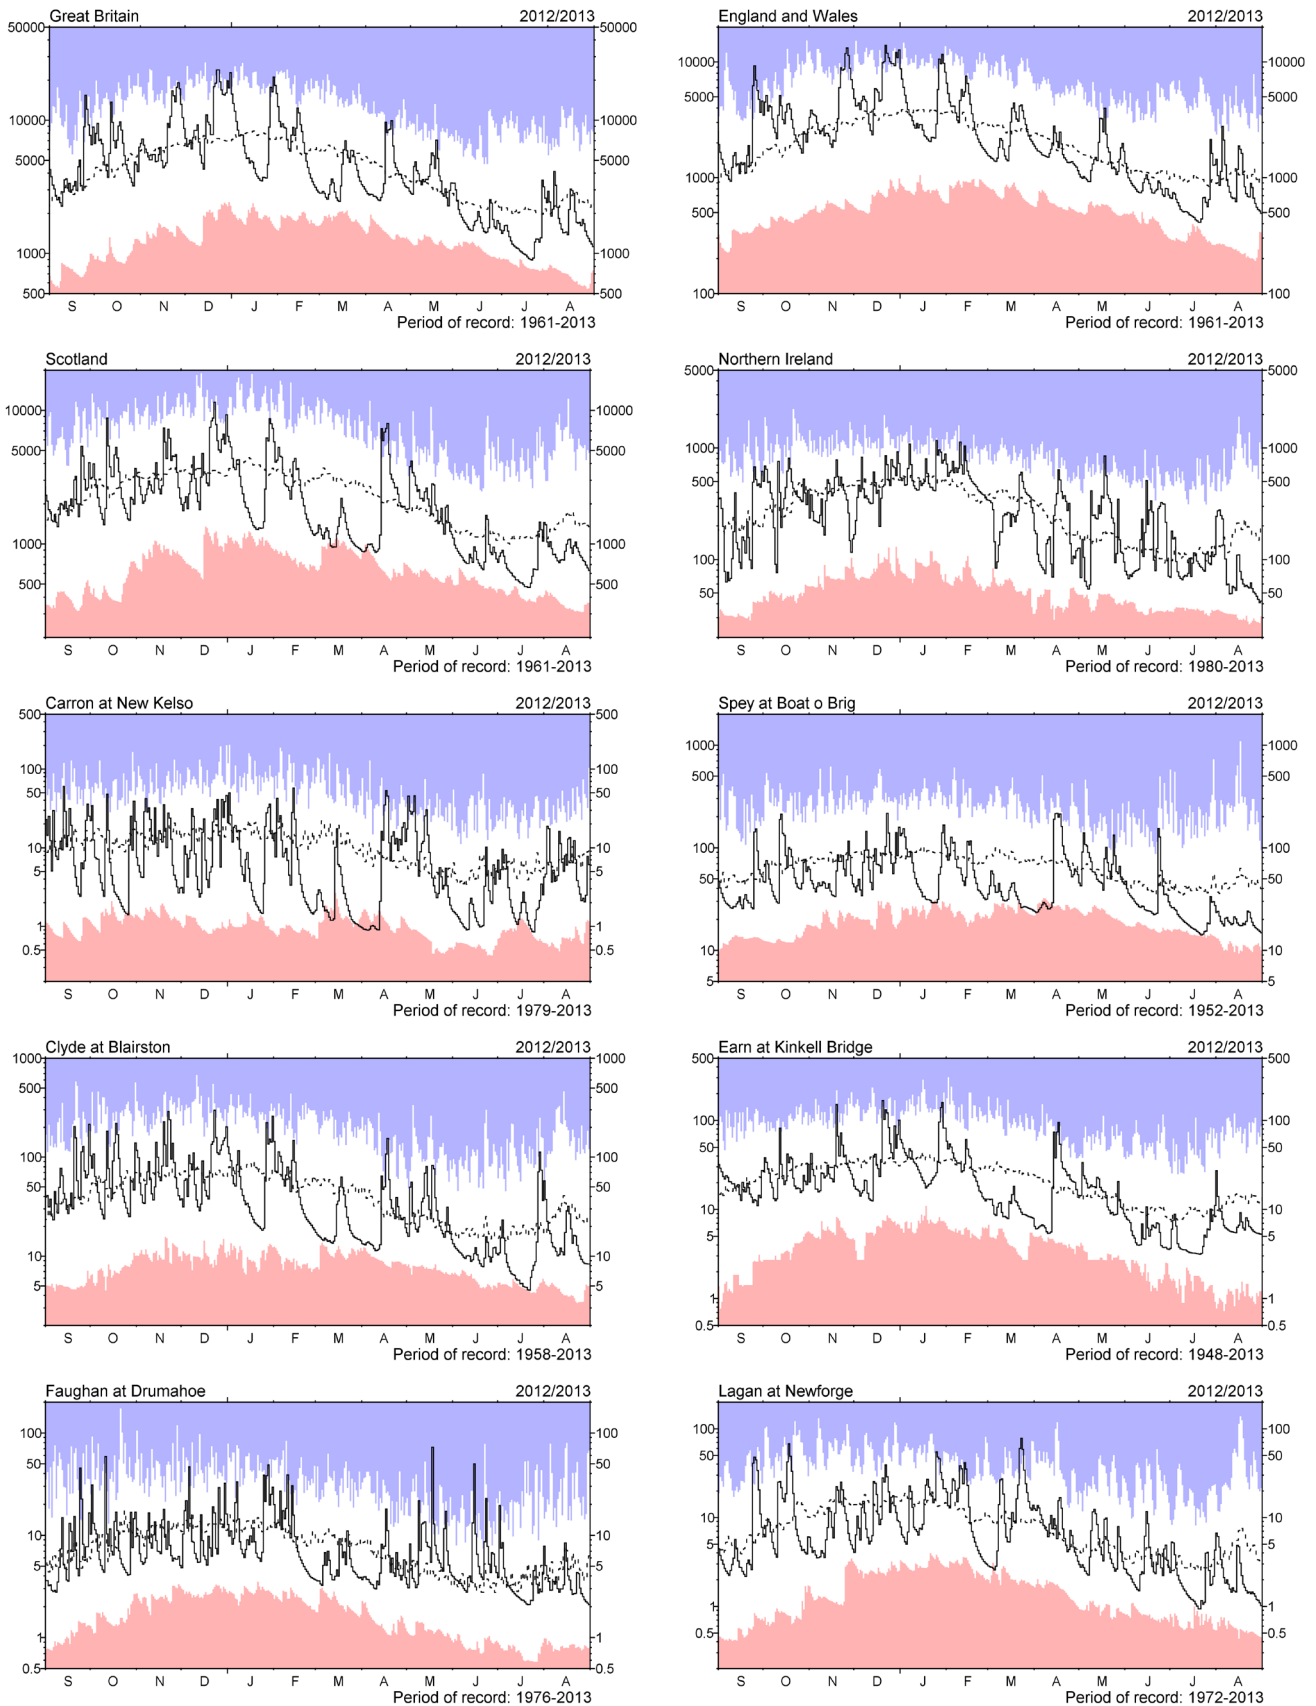 Great Britain 2012/2013 England and Wales 2012/2013
50000 50000
10000 10000 10000 10000
5000 5000 5000 5000
1000 1000 1000 1000
500 500
500 500 100 100
S O N D J F M A M J J A S O N D J F M A M J J A
Period of record: 1961-2013 Period of record: 1961-2013
Scotland 2012/2013 Northern Ireland 2012/2013
5000 5000
10000 10000
5000 5000 1000 1000
500 500
1000 1000 100 100
500 500 50 50
S O N D J F M A M J J A S O N D J F M A M J J A
Period of record: 1961-2013 Period of record: 1980-2013
Carron at New Kelso 2012/2013 Spey at Boat o Brig 2012/2013
500 500
1000 1000
100 100 500 500
50 50
10 10 100 100
5 5 50 50
1 1
0.5 0.5 10 10
5 5
S O N D J F M A M J J A S O N D J F M A M J J A
Period of record: 1979-2013 Period of record: 1952-2013
Clyde at Blairston 2012/2013 Earn at Kinkell Bridge 2012/2013
1000 1000 500 500
500 500
100 100
100 100 50 50
50 50
10 10
10 10 5 5
5 5
1 1
0.5 0.5
S O N D J F M A M J J A S O N D J F M A M J J A
Period of record: 1958-2013 Period of record: 1948-2013
Faughan at Drumahoe 2012/2013 Lagan at Newforge 2012/2013
100 100 100 100
50 50 50 50
10 10 10 10
5 5 5 5
1 1 1 1
0.5 0.5 0.5 0.5
S O N D J F M A M J J A S O N D J F M A M J J A
Period of record: 1976-2013 Period of record: 1972-2013